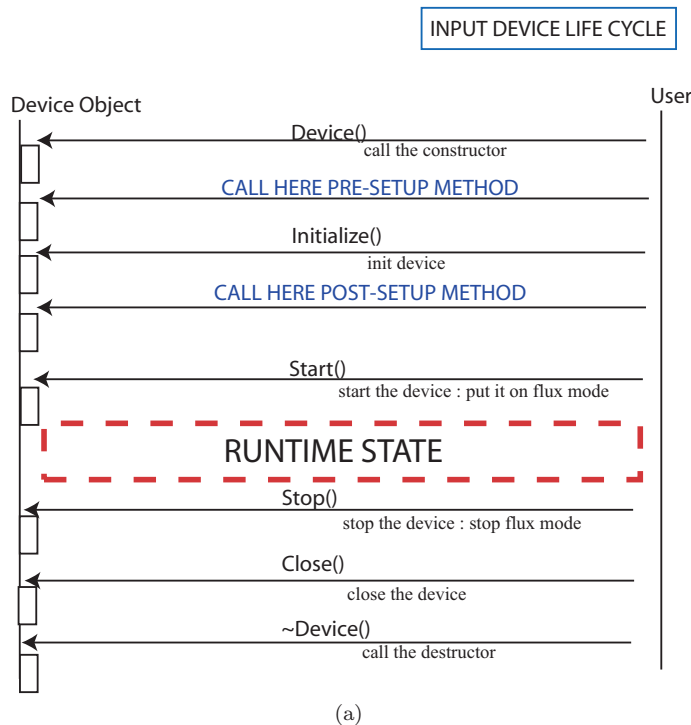 INPUT DEVICE LIFE CYCLE
Device Object
User
Device()
call the constructor
CALL HERE PRE-SETUP METHOD
Initialize()
init device
CALL HERE POST-SETUP METHOD
Start()
start the device : put it on flux mode
RUNTIME STATE
Stop()
stop the device : stop flux mode
Close()
close the device
~Device()
call the destructor
(a)